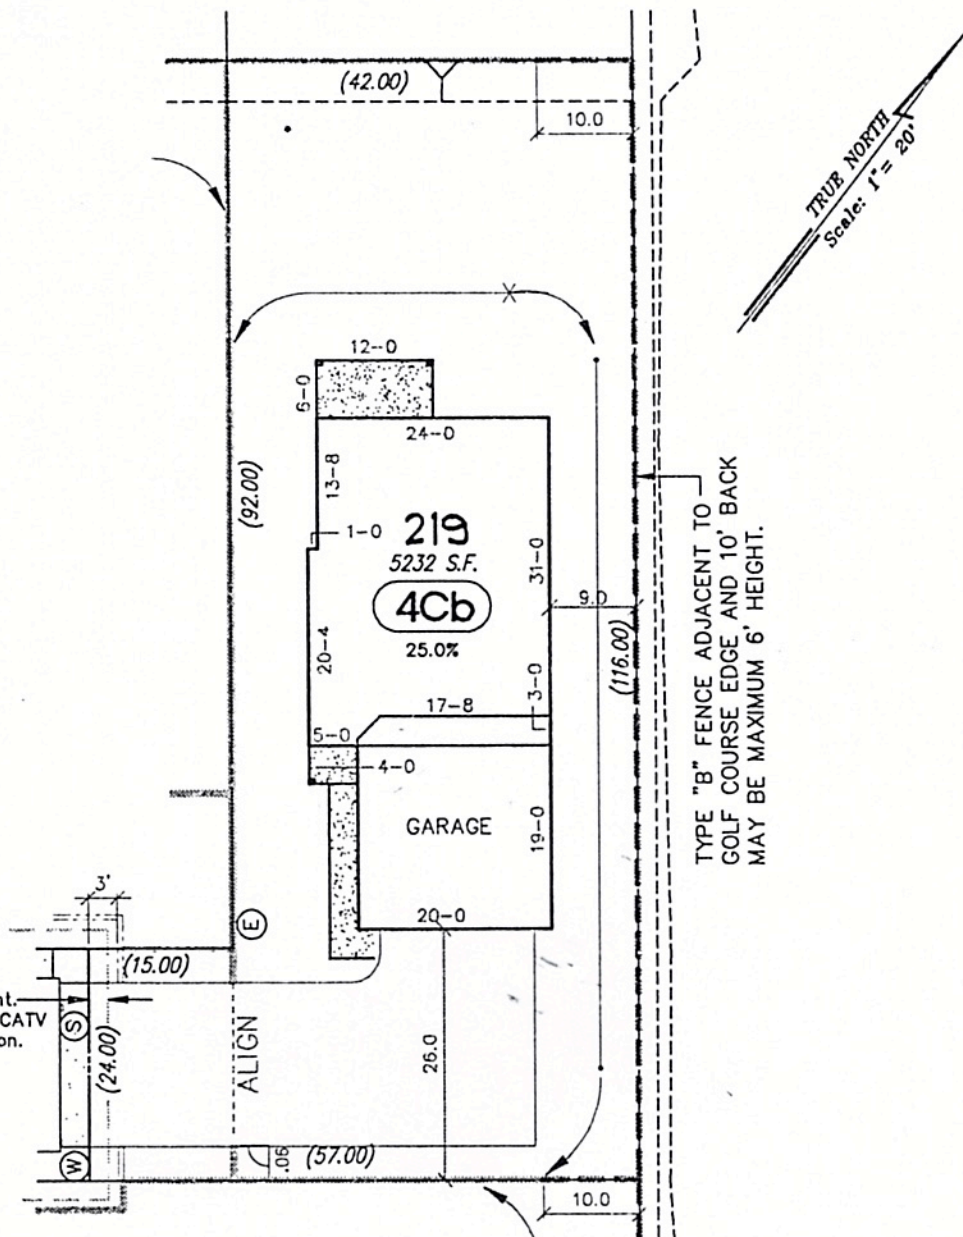 (42.00)
10.0
TRUE NORTH
Scale: 1"= 20'
12-0
6-0
24-0
13-8
(92.00)
1-0
219
5232 S.F.
4Cb
25.0%
31-0
9.0
20-4
(116.00)
3-0
17-8
5-0
4-0
TYPE "B" FENCE ADJACENT TO
GOLF COURSE EDGE AND 10' BACK
MAY BE MAXIMUM 6' HEIGHT.
GARAGE
19-0
3'
20-0
E
(15.00)
nt.
CATV
on.
S
(24.00)
ALIGN
26.0
W
.06
(57.00)
10.0